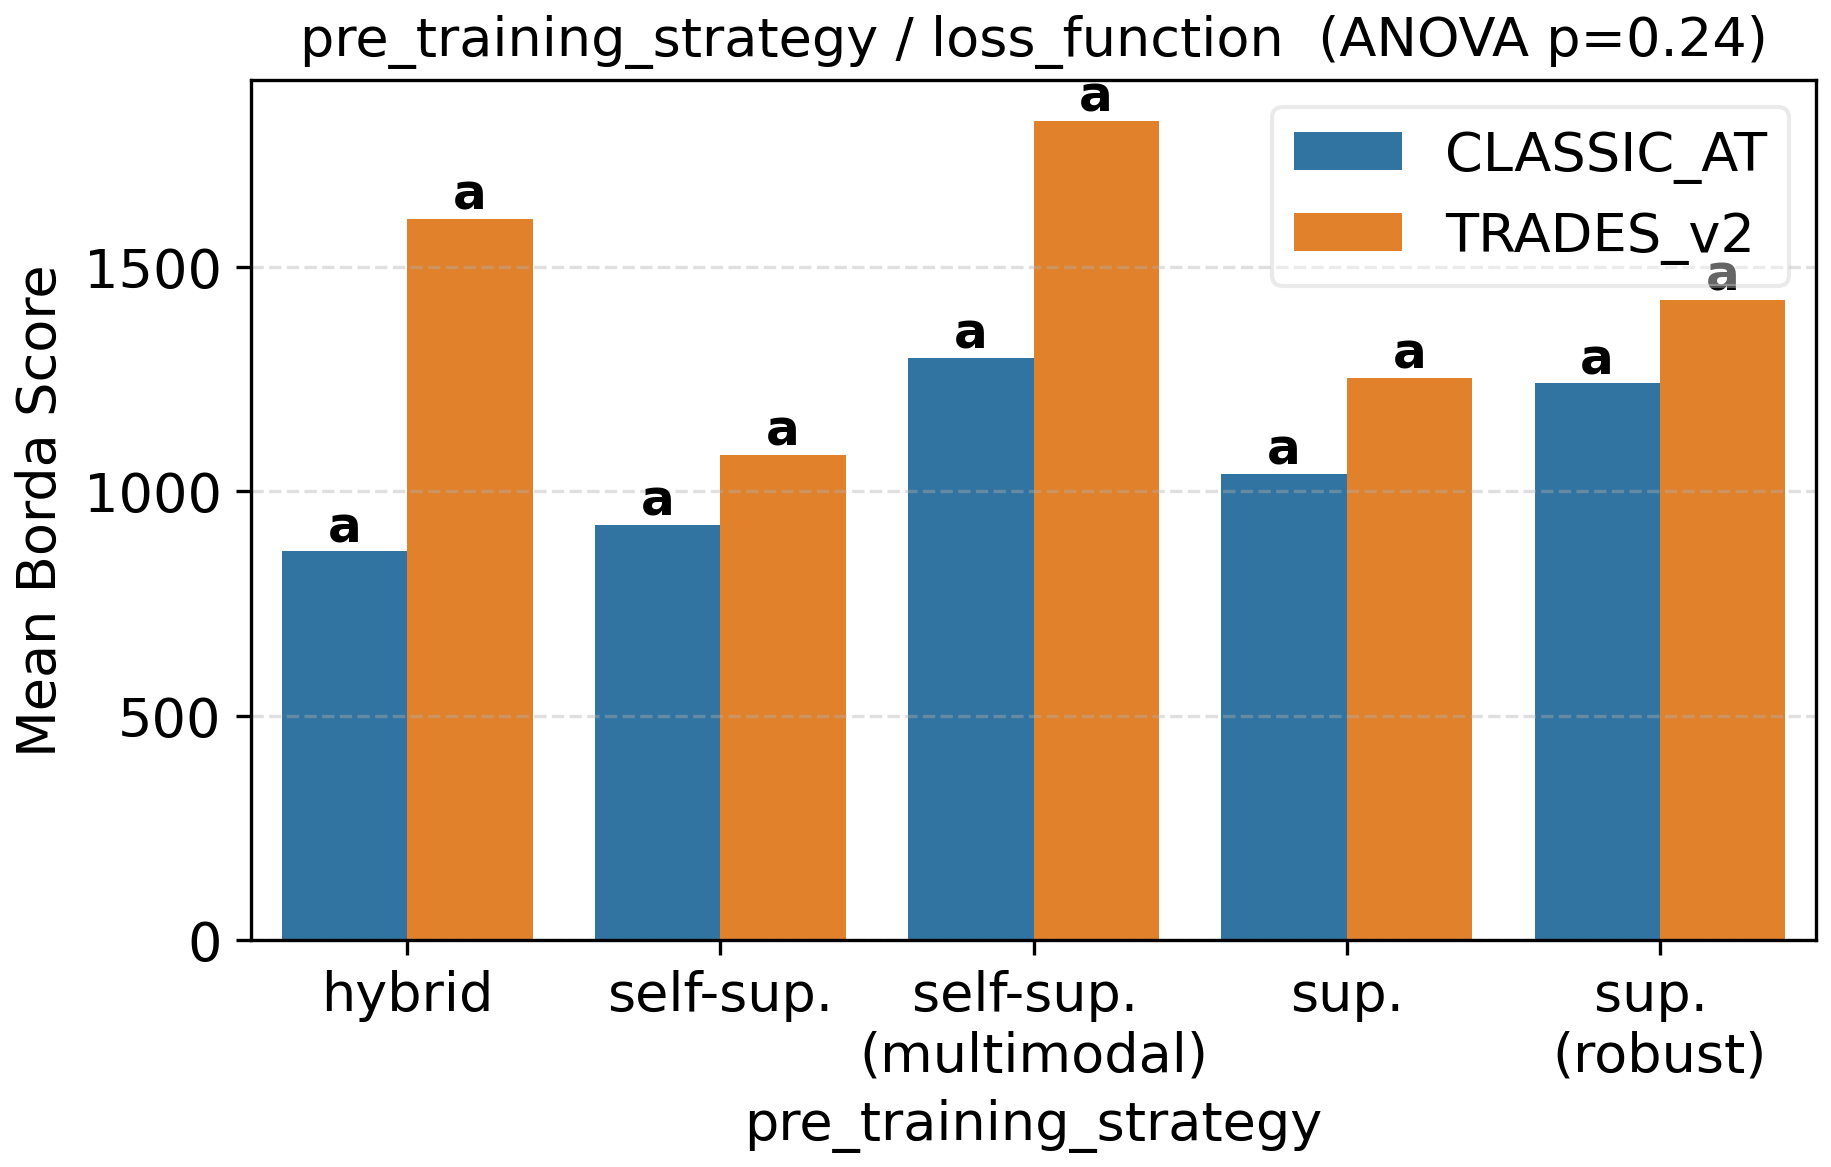 pre_training_strategy / loss_function (ANOVA p=0.24)
CLASSIC_AT
TRADES_v2
Mean Borda Score
1500
1000
500
0
a
a
a
a
a
a
a
a
a
a
hybrid
self-sup.
self-sup.
(multimodal)
sup.
sup.
(robust)
pre_training_strategy